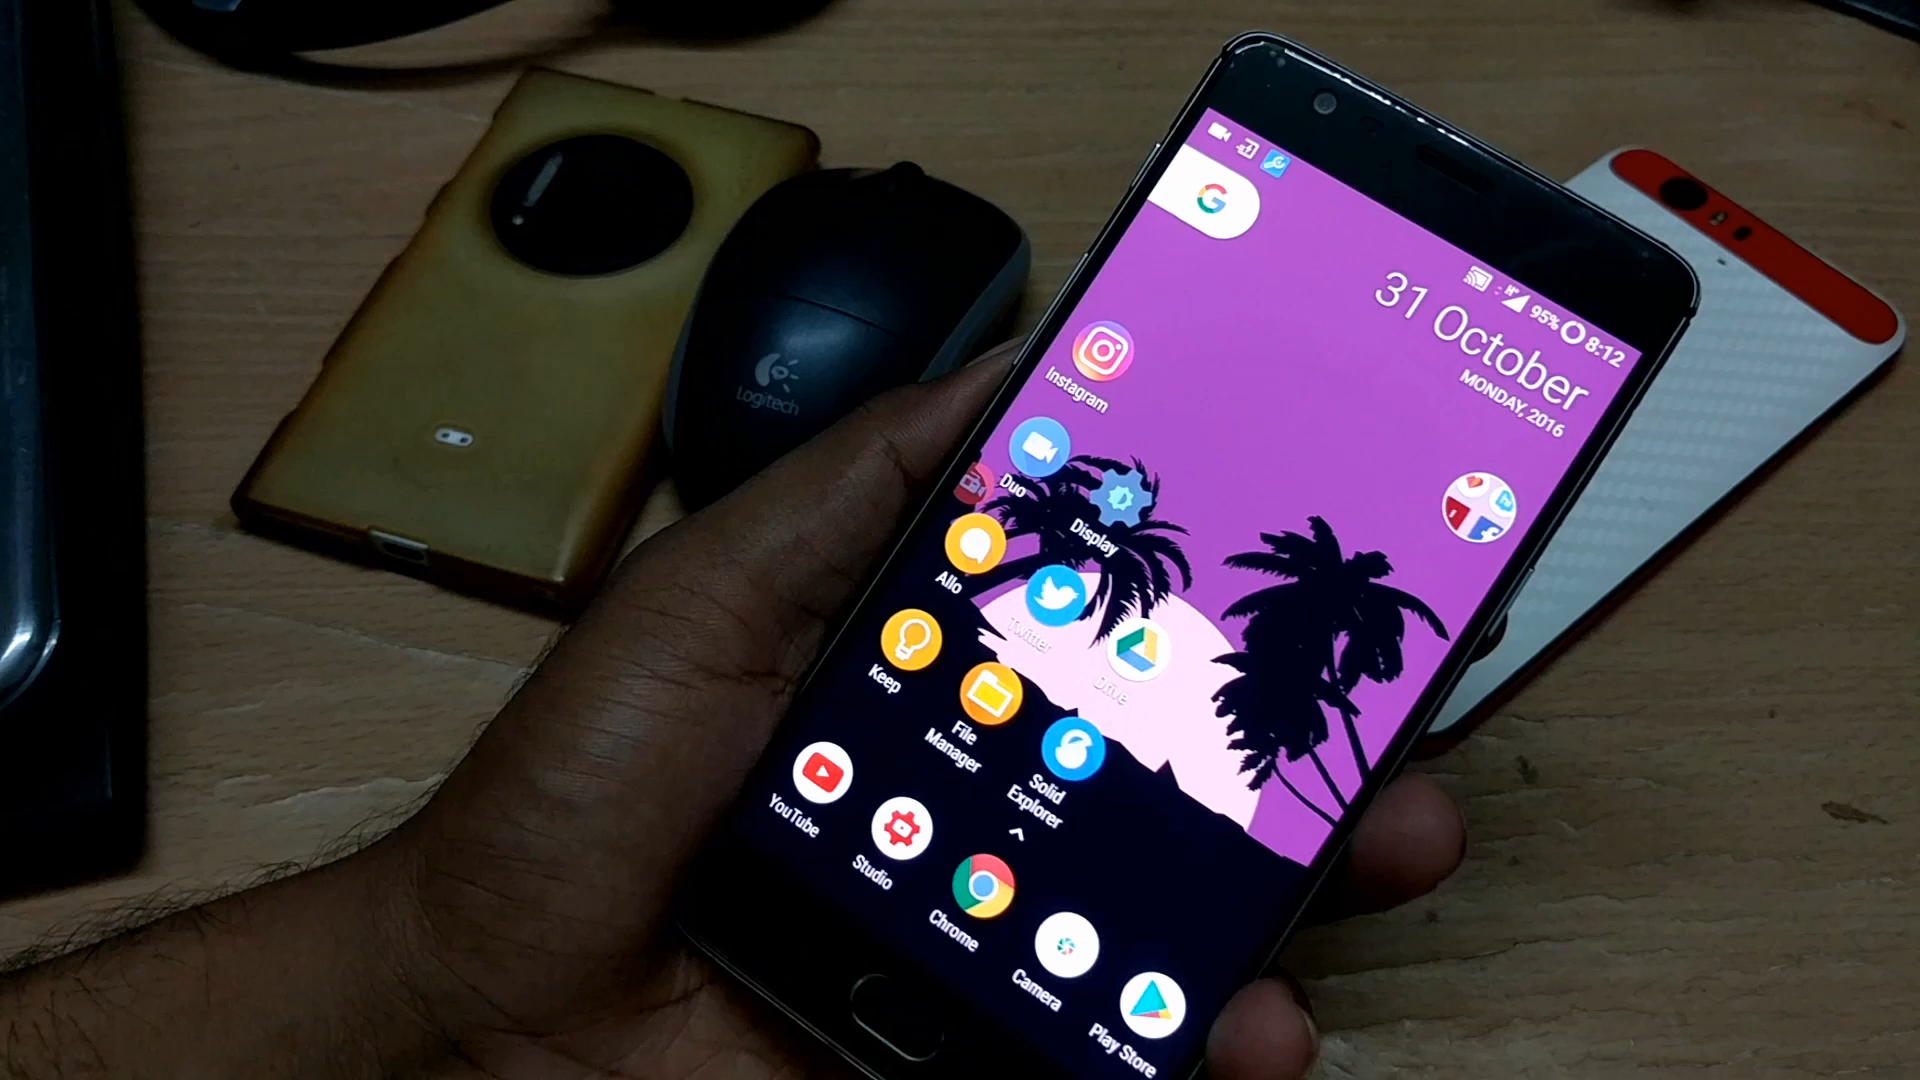 G
H+ 95% 8:12
31 October
MONDAY, 2016
Instagram
Duo
Display
Allo
Twitter
Drive
Keep
File
Manager
Solid
Explorer
YouTube
Studio
Chrome
Camera
Play Store
Logitech